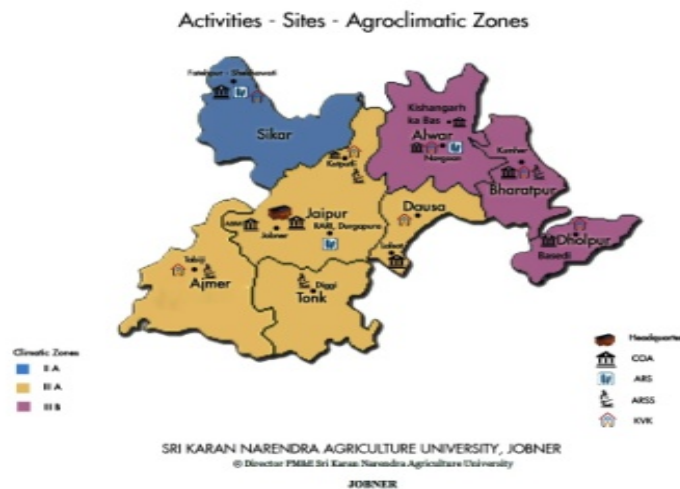 Activities - Sites - Agroclimatic Zones
Fatehpur - Shekhawati
Sikar
Kishangarh
ka Bas
Alwar
Navgaon
Kumher
Bharatpur
Kotputli
Jaipur
RARI, Durgapura
Jobner
Dausa
Lalsot
Dholpur
Basedi
Tabiji
Ajmer
Diggi
Tonk
Climatic Zones
II A
III A
III B
Headquarter
COA
ARS
ARSS
KVK
SRI KARAN NARENDRA AGRICULTURE UNIVERSITY, JOBNER
© Director PM&E Sri Karan Narendra Agriculture University
JOBNER